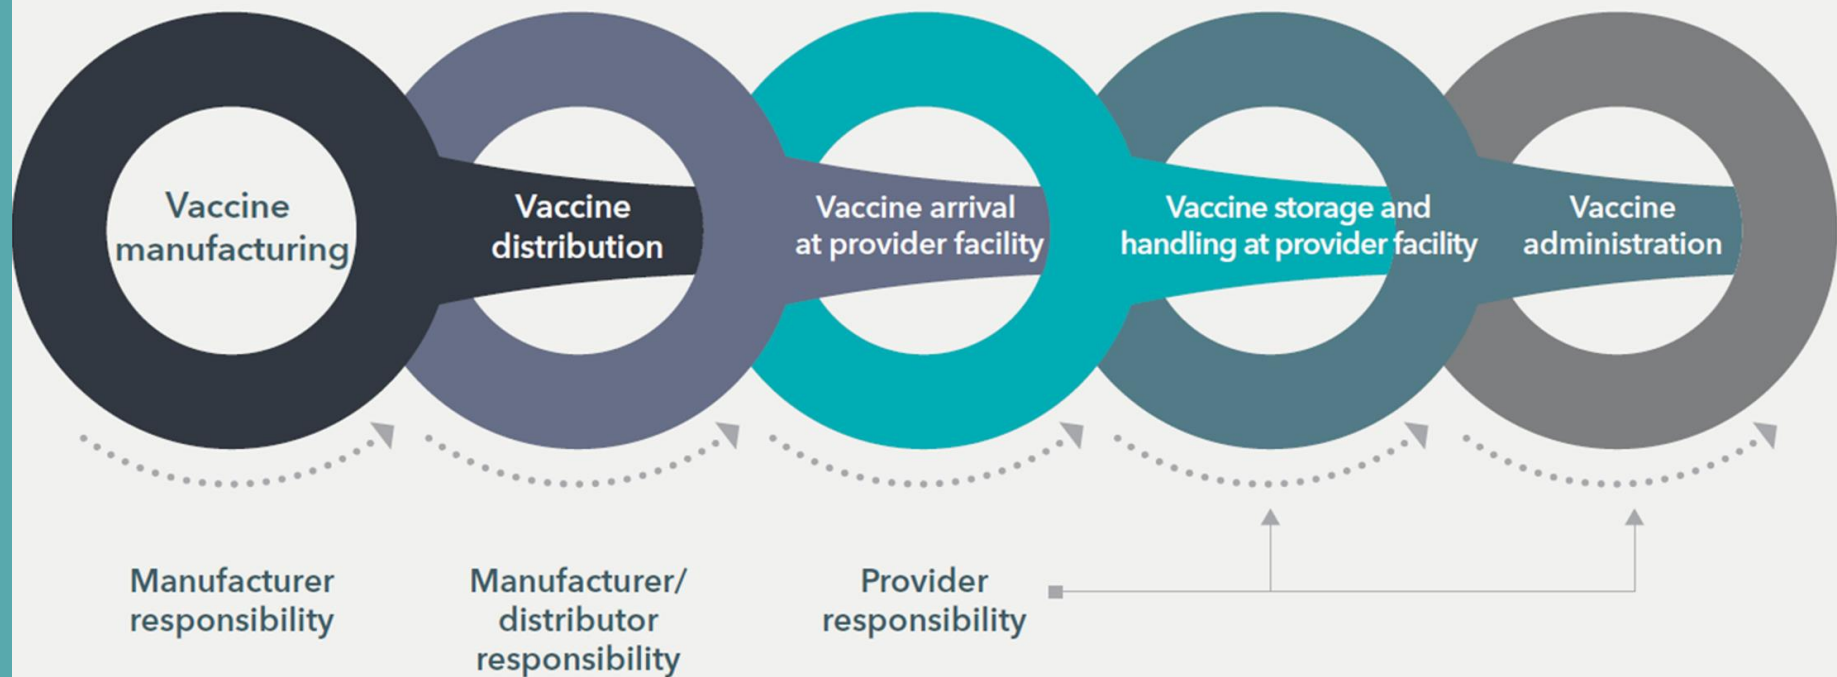 Vaccine
manufacturing
Vaccine
distribution
Vaccine arrival
at provider facility
Vaccine storage and
handling at provider facility
Vaccine
administration
Manufacturer
responsibility
Manufacturer/
distributor
responsibility
Provider
responsibility